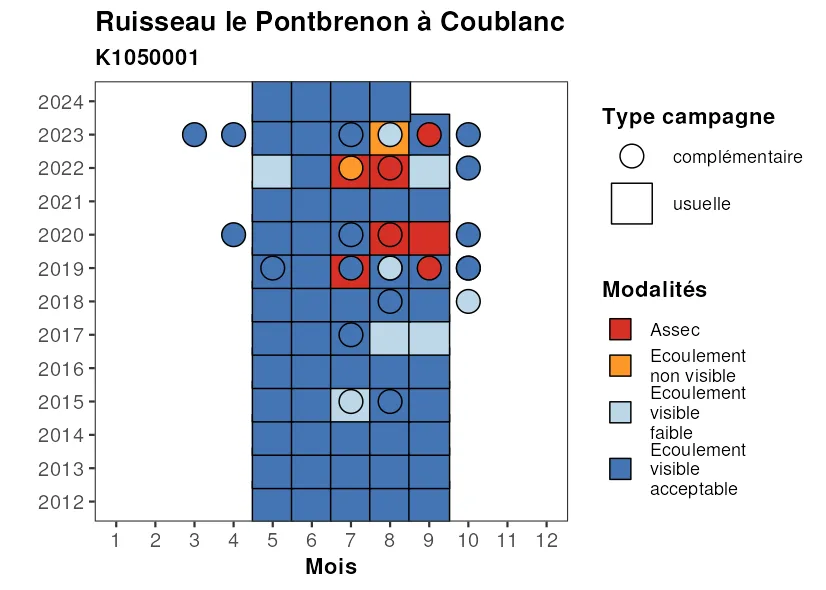 Ruisseau le Pontbrenon à Coublanc
K1050001
2024
2023
2022
2021
2020
2019
2018
2017
2016
2015
2014
2013
2012
1 2 3 4 5 6 7 8 9 10 11 12
Mois
Type campagne
complémentaire
usuelle
Modalités
Assec
Ecoulement
non visible
Ecoulement
visible
faible
Ecoulement
visible
acceptable